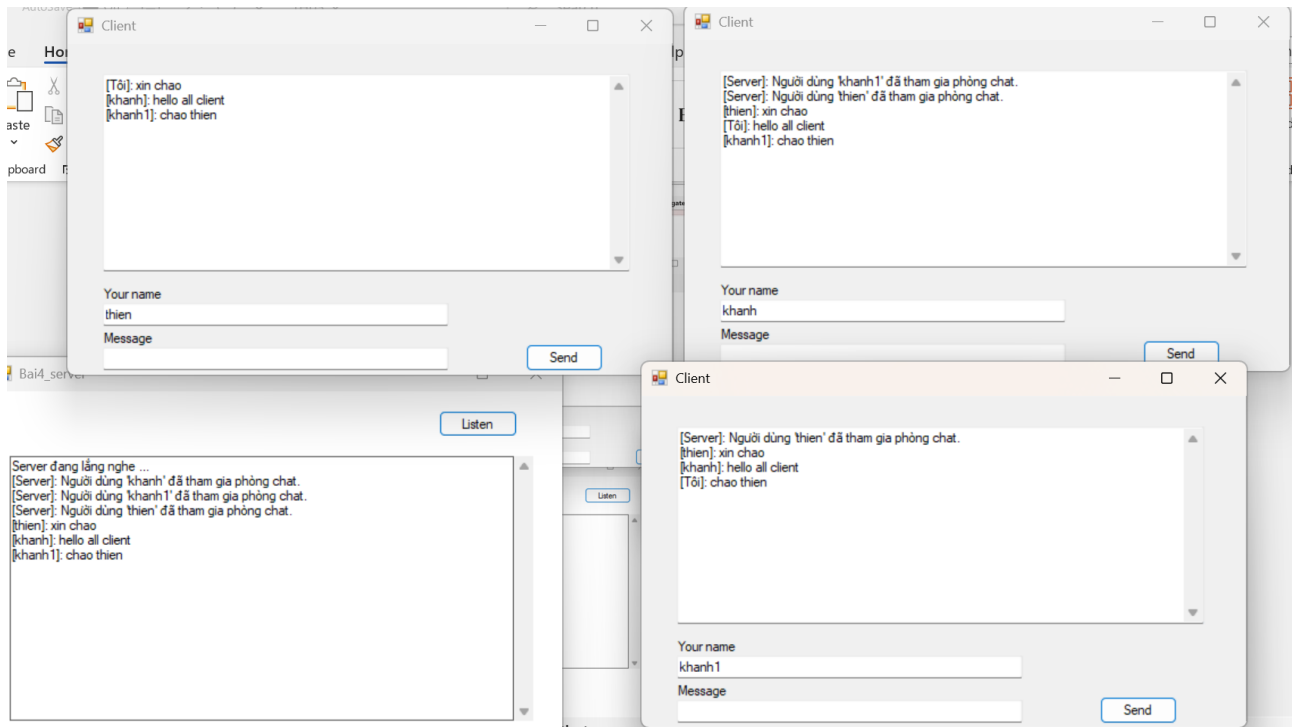 AutoSave
Client
[Tôi]: xin chao
[khanh]: hello all client
[khanh1]: chao thien
Your name
thien
Message
Send
Client
[Server]: Người dùng 'khanh1' đã tham gia phòng chat.
[Server]: Người dùng 'thien' đã tham gia phòng chat.
[thien]: xin chao
[Tôi]: hello all client
[khanh1]: chao thien
Your name
khanh
Message
Send
Bai4_server
Listen
Server đang lắng nghe ...
[Server]: Người dùng 'khanh' đã tham gia phòng chat.
[Server]: Người dùng 'khanh1' đã tham gia phòng chat.
[Server]: Người dùng 'thien' đã tham gia phòng chat.
[thien]: xin chao
[khanh]: hello all client
[khanh1]: chao thien
Listen
Client
[Server]: Người dùng 'thien' đã tham gia phòng chat.
[thien]: xin chao
[khanh]: hello all client
[Tôi]: chao thien
Your name
khanh1
Message
Send